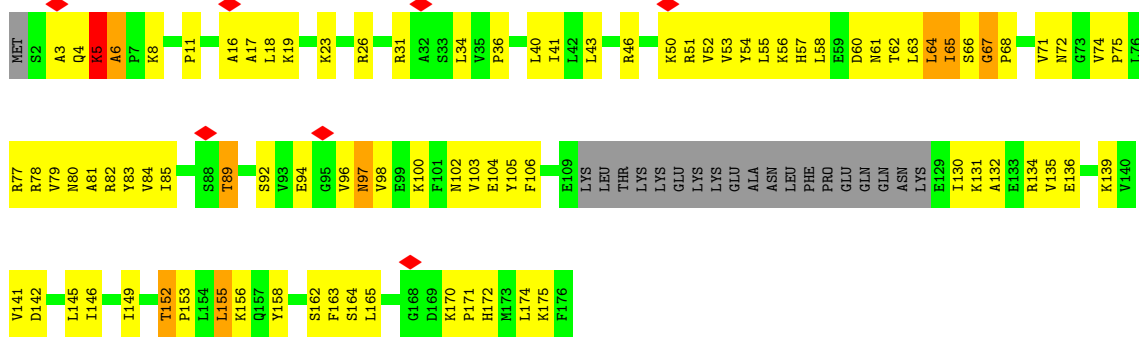 MET S2 A3 Q4 K5 A6 P7 K8 P11 A16 A17 L18 K19 K23 R26 R31 A32 S33 L34 V35 P36 L40 I41 L42 L43 R46 K50 R51 V52 V53 Y54 L55 K56 H57 L58 E59 D60 N61 T62 L63 L64 I65 S66 G67 P68 V71 N72 G73 V74 P75 L76
R77 R78 V79 N80 A81 R82 Y83 V84 I85 S88 T89 S92 V93 E94 G95 V96 N97 V98 E99 K100 F101 N102 V103 E104 Y105 F106 E109 LYS LEU THR LYS LYS GLU LYS LYS GLU ALA ASN LEU PHE PRO GLU GLN GLN ASN LYS E129 I130 K131 A132 E133 R134 V135 E136 K139 V140
V141 D142 L145 I146 I149 T152 P153 L154 L155 K156 Q157 Y158 S162 F163 S164 L165 G168 D169 K170 P171 H172 M173 L174 K175 F176